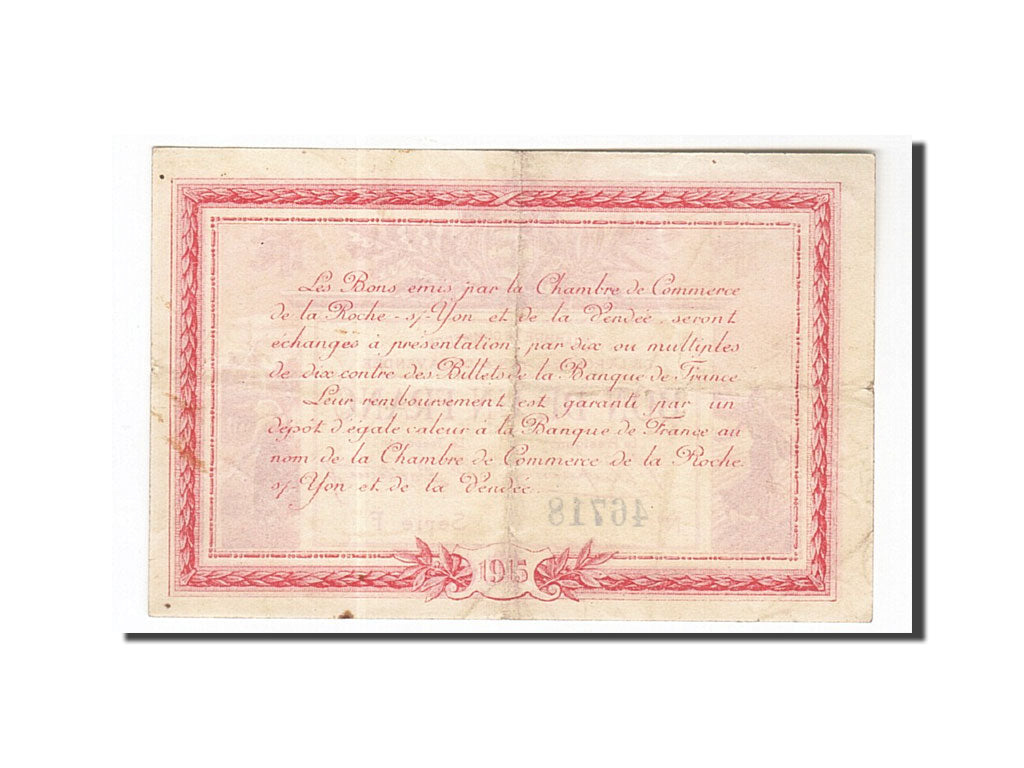 Les Bons émis par la Chambre de Commerce
de la Roche-s/-Yon et de la Vendée, seront
échangés à présentation par dix ou multiples
de dix contre des Billets de la Banque de France
Leur remboursement est garanti par un
dépôt d'égale valeur à la Banque de France au
nom de la Chambre de Commerce de la Roche
s/-Yon et de la Vendée.
46718
Série F
1915